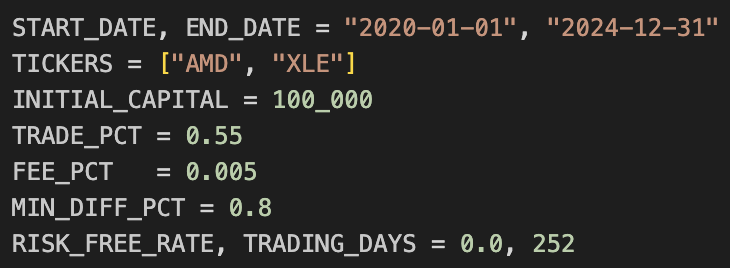 START_DATE, END_DATE = "2020-01-01", "2024-12-31"
TICKERS = ["AMD", "XLE"]
INITIAL_CAPITAL = 100_000
TRADE_PCT = 0.55
FEE_PCT   = 0.005
MIN_DIFF_PCT = 0.8
RISK_FREE_RATE, TRADING_DAYS = 0.0, 252